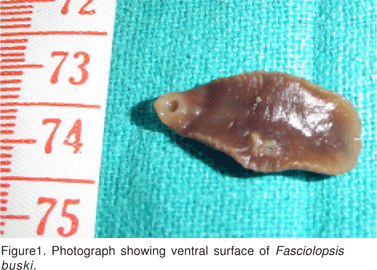 72
73
74
75
Figure1. Photograph showing ventral surface of Fasciolopsis
buski.